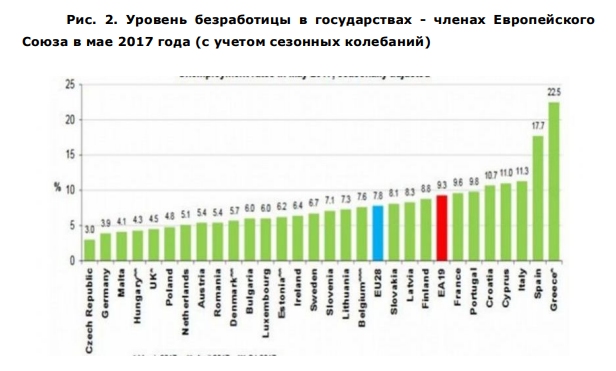 Рис. 2. Уровень безработицы в государствах - членах Европейского
Союза в мае 2017 года (с учетом сезонных колебаний)
25
20
15
10
5
0
%
3.0 3.9 4.1 4.3 4.5 4.8 5.1 5.4 5.4 5.7 6.0 6.0 6.2 6.4 6.7 7.1 7.3 7.6 7.8 8.1 8.3 8.8 9.3 9.6 9.8 10.7 11.0 11.3 17.7 22.5
Czech Republic
Germany
Malta
Hungary**
UK*
Poland
Netherlands
Austria
Romania
Denmark**
Bulgaria
Luxembourg
Estonia**
Ireland
Sweden
Slovenia
Lithuania
Belgium****
EU28
Slovakia
Latvia
Finland
EA19
France
Portugal
Croatia
Cyprus
Italy
Spain
Greece*